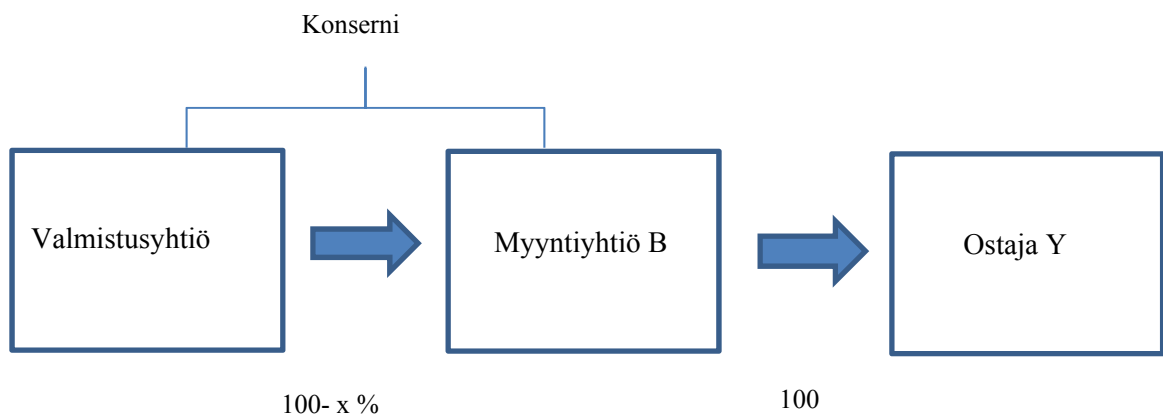 Konserni
Valmistusyhtiö
Myyntiyhtiö B
Ostaja Y
100- x %
100